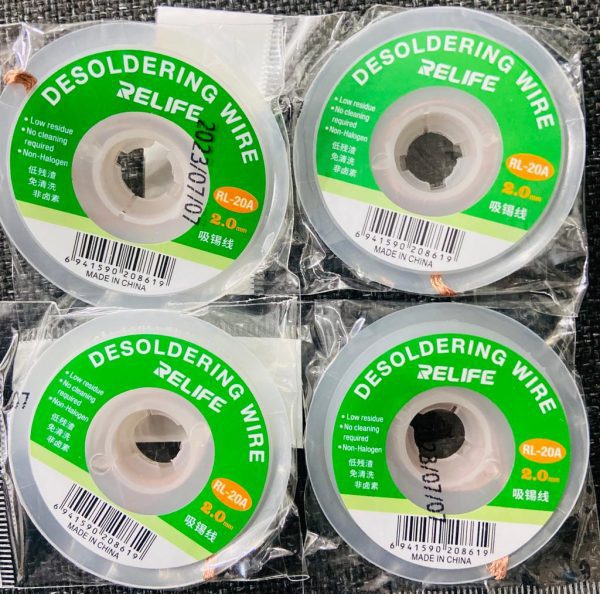 DESOLDERING WIRE
RELIFE
• Low residue
• No cleaning
required
• Non-Halogen
低残渣
免清洗
非卤素
RL-20A
2.0mm
吸锡线
6 941590 208619
MADE IN CHINA
2023/07/07
DESOLDERING WIRE
RELIFE
• Low residue
• No cleaning
required
• Non-Halogen
低残渣
免清洗
非卤素
RL-20A
2.0mm
吸锡线
6 941590 208619
MADE IN CHINA
DESOLDERING WIRE
RELIFE
• Low residue
• No cleaning
required
• Non-Halogen
低残渣
免清洗
非卤素
RL-20A
2.0mm
吸锡线
6 941590 208619
MADE IN CHINA
07
DESOLDERING WIRE
RELIFE
• Low residue
• No cleaning
required
• Non-Halogen
低残渣
免清洗
非卤素
RL-20A
2.0mm
吸锡线
6 941590 208619
MADE IN CHINA
3/07/07